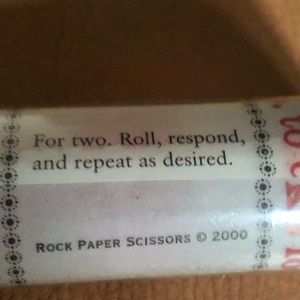 For two. Roll, respond,
and repeat as desired.
ROCK PAPER SCISSORS © 2000